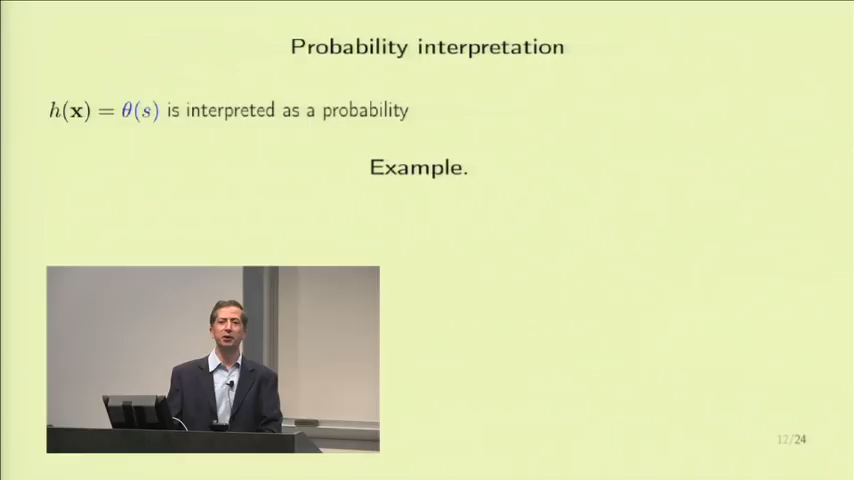 Probability interpretation
h(x) = θ(s) is interpreted as a probability
Example.
12/24